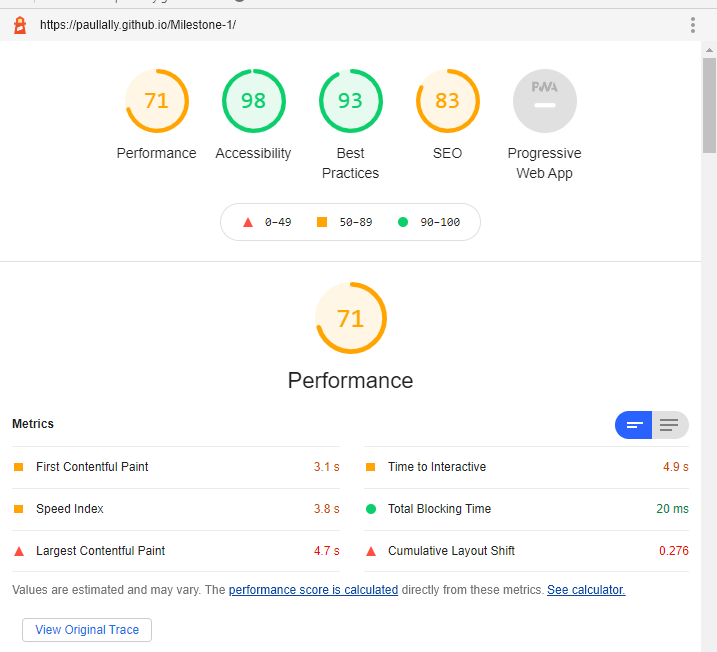 https://paullally.github.io/Milestone-1/
71 98 93 83 PWA
Performance Accessibility Best Practices SEO Progressive Web App
0–49 50–89 90–100
71
Performance
Metrics
First Contentful Paint 3.1 s
Time to Interactive 4.9 s
Speed Index 3.8 s
Total Blocking Time 20 ms
Largest Contentful Paint 4.7 s
Cumulative Layout Shift 0.276
Values are estimated and may vary. The performance score is calculated directly from these metrics. See calculator.
View Original Trace